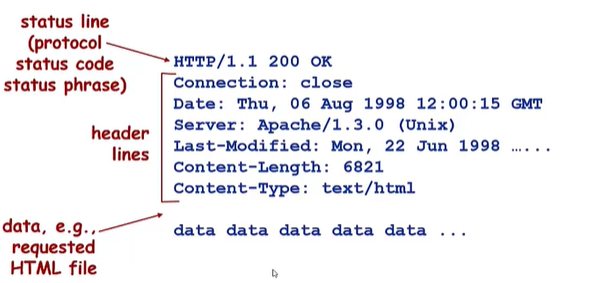 status line
(protocol
status code
status phrase)
HTTP/1.1 200 OK
Connection: close
Date: Thu, 06 Aug 1998 12:00:15 GMT
Server: Apache/1.3.0 (Unix)
Last-Modified: Mon, 22 Jun 1998 …...
Content-Length: 6821
Content-Type: text/html
header
lines
data, e.g.,
requested
HTML file
data data data data data ...